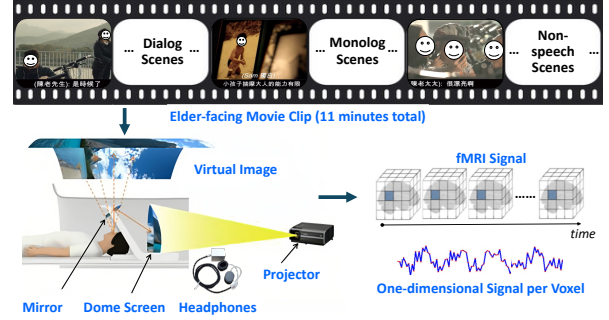 ... Dialog ...
Scenes
... Monolog ...
Scenes
... Non-
speech
Scenes
(陳老先生): 是時候了
小孩子揣摩大人的能力有限
陳老太太): 很漂亮啊
Elder-facing Movie Clip (11 minutes total)
Virtual Image
fMRI Signal
......
time
Projector
One-dimensional Signal per Voxel
Mirror
Dome Screen
Headphones